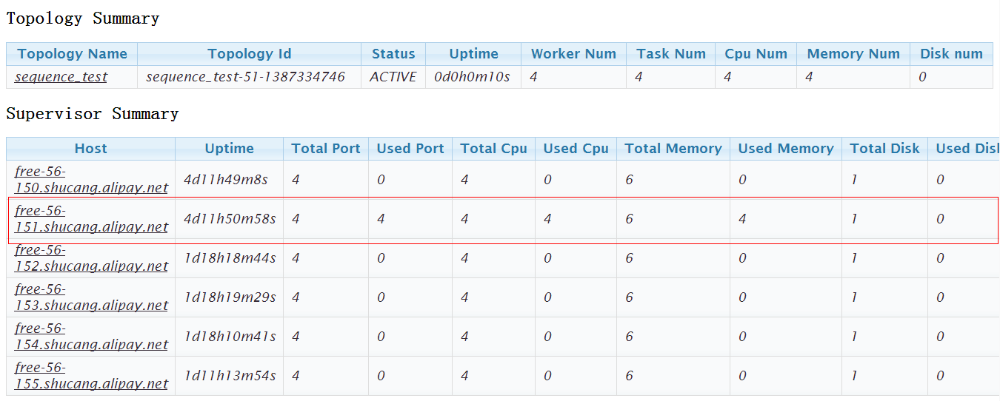 Topology Summary
Topology Name Topology Id Status Uptime Worker Num Task Num Cpu Num Memory Num Disk num
sequence_test sequence_test-51-1387334746 ACTIVE 0d0h0m10s 4 4 4 4 0
Supervisor Summary
Host Uptime Total Port Used Port Total Cpu Used Cpu Total Memory Used Memory Total Disk Used
free-56-
150.shucang.alipay.net 4d11h49m8s 4 0 4 0 6 0 1 0
free-56-
151.shucang.alipay.net 4d11h50m58s 4 4 4 4 6 4 1 0
free-56-
152.shucang.alipay.net 1d18h18m44s 4 0 4 0 6 0 1 0
free-56-
153.shucang.alipay.net 1d18h19m29s 4 0 4 0 6 0 1 0
free-56-
154.shucang.alipay.net 1d18h10m41s 4 0 4 0 6 0 1 0
free-56-
155.shucang.alipay.net 1d11h13m54s 4 0 4 0 6 0 1 0